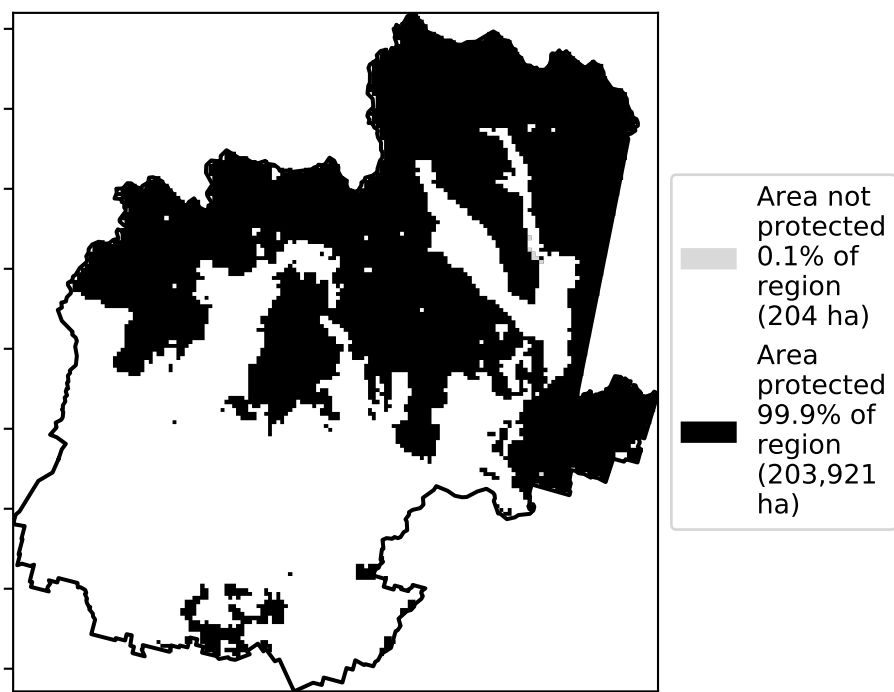 Area not
protected
0.1% of
region
(204 ha)
Area
protected
99.9% of
region
(203,921
ha)